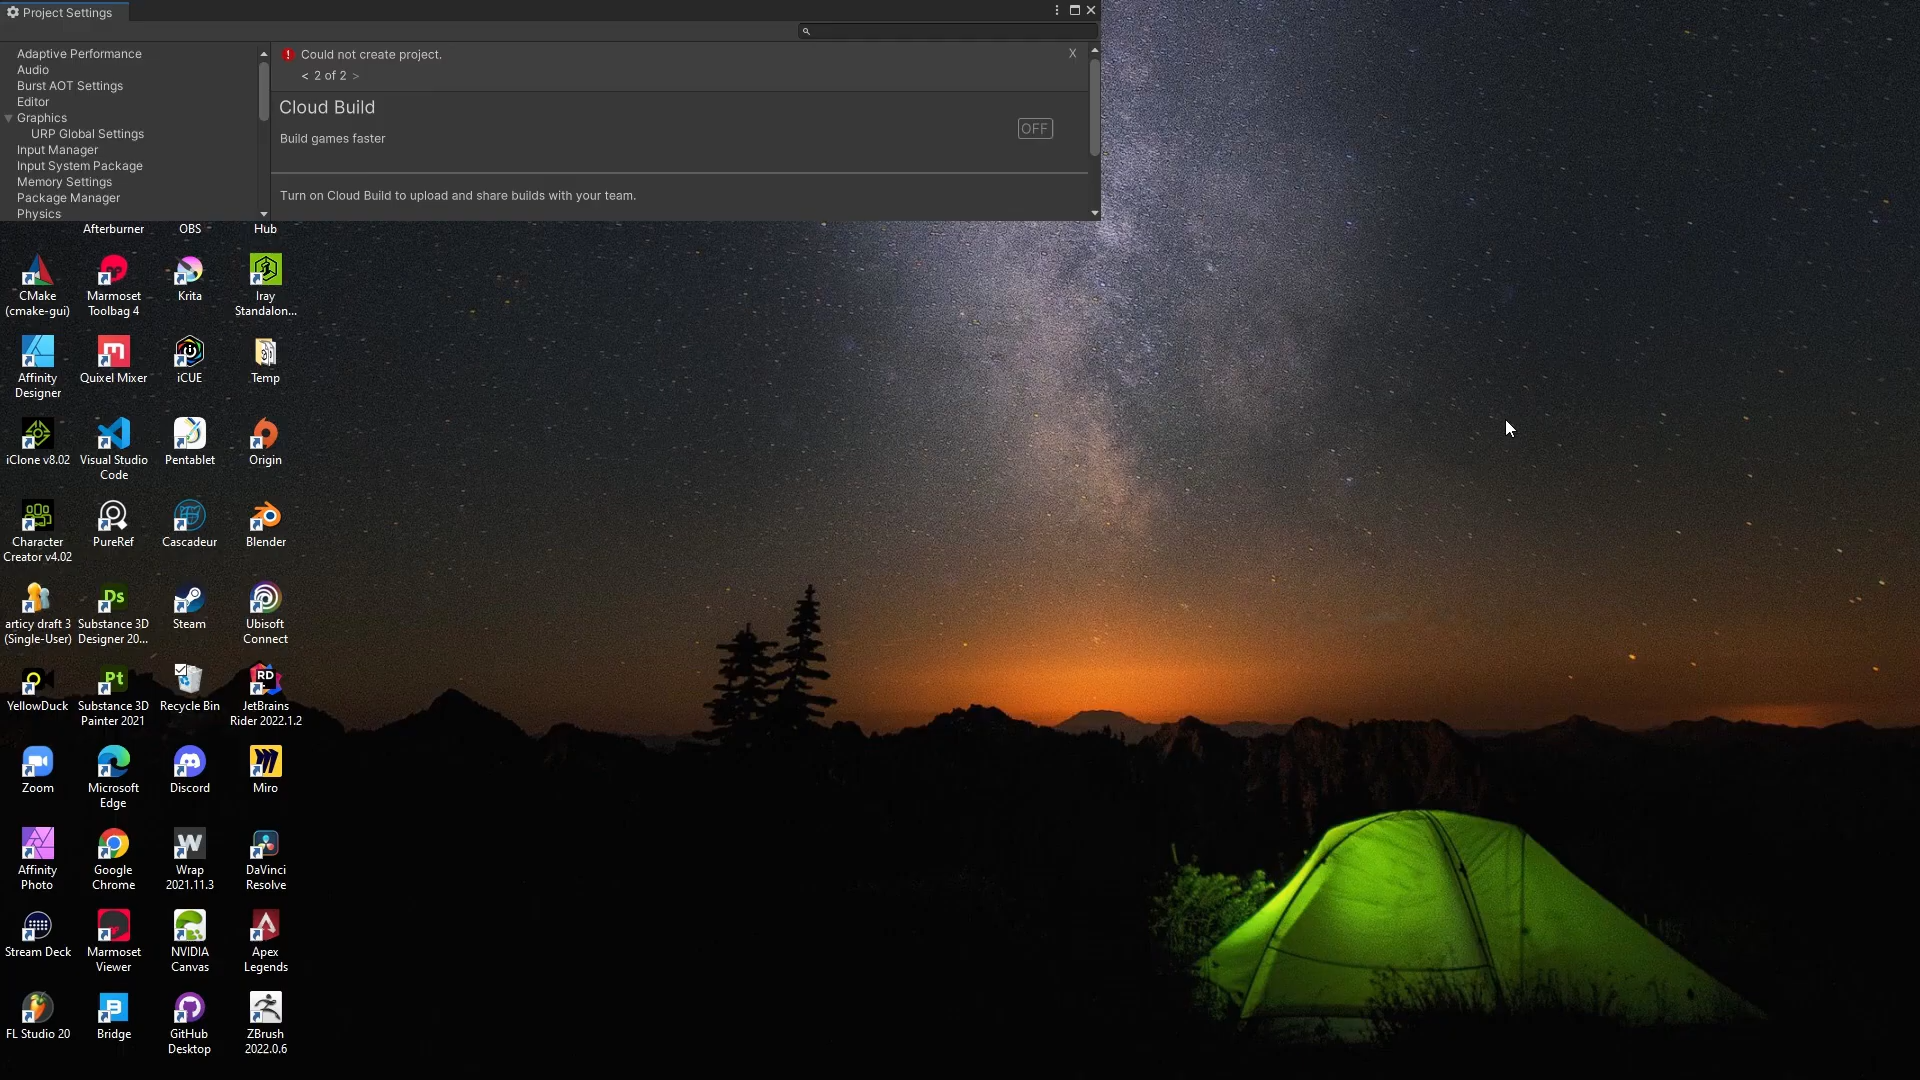 Project Settings
Adaptive Performance
Audio
Burst AOT Settings
Editor
Graphics
URP Global Settings
Input Manager
Input System Package
Memory Settings
Package Manager
Physics
Could not create project.
X
< 2 of 2 >
Cloud Build
Build games faster
OFF
Turn on Cloud Build to upload and share builds with your team.
Afterburner
OBS
Hub
CMake
(cmake-gui)
Marmoset
Toolbag 4
Krita
Iray
Standalon...
Affinity
Designer
Quixel Mixer
iCUE
Temp
iClone v8.02
Visual Studio
Code
Pentablet
Origin
Character
Creator v4.02
PureRef
Cascadeur
Blender
articy draft 3
(Single-User)
Ds
Substance 3D
Designer 20...
Steam
Ubisoft
Connect
YellowDuck
Pt
Substance 3D
Painter 2021
Recycle Bin
RD
JetBrains
Rider 2022.1.2
Zoom
Microsoft
Edge
Discord
Miro
Affinity
Photo
Google
Chrome
W
Wrap
2021.11.3
DaVinci
Resolve
Stream Deck
Marmoset
Viewer
NVIDIA
Canvas
Apex
Legends
FL Studio 20
B
Bridge
GitHub
Desktop
ZBrush
2022.0.6